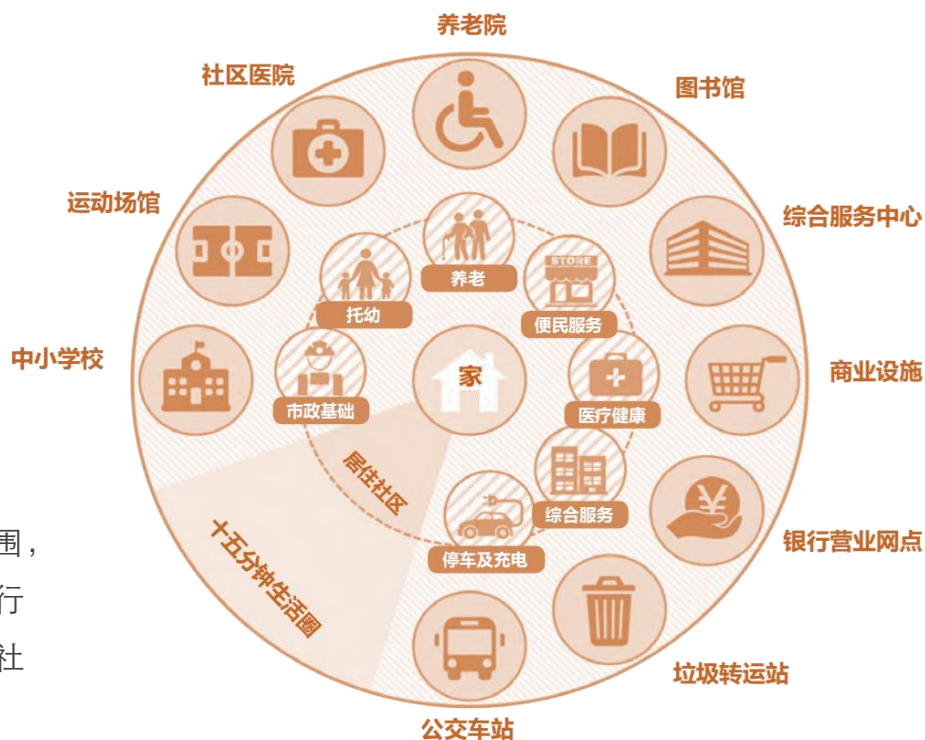 养老院
社区医院
图书馆
运动场馆
综合服务中心
养老
STORE
托幼
便民服务
中小学校
家
商业设施
市政基础
医疗健康
居住社区
综合服务
十五分钟生活圈
停车及充电
银行营业网点
围，
行
社
垃圾转运站
公交车站